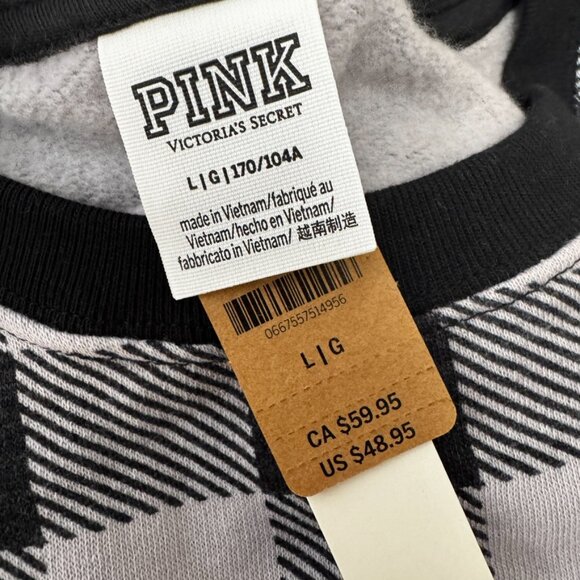 PINK
VICTORIA'S SECRET
L | G | 170/104A
made in Vietnam/fabriqué au
Vietnam/hecho en Vietnam/
fabbricato in Vietnam/ 越南制造
0667557514956
L | G
CA $59.95
US $48.95